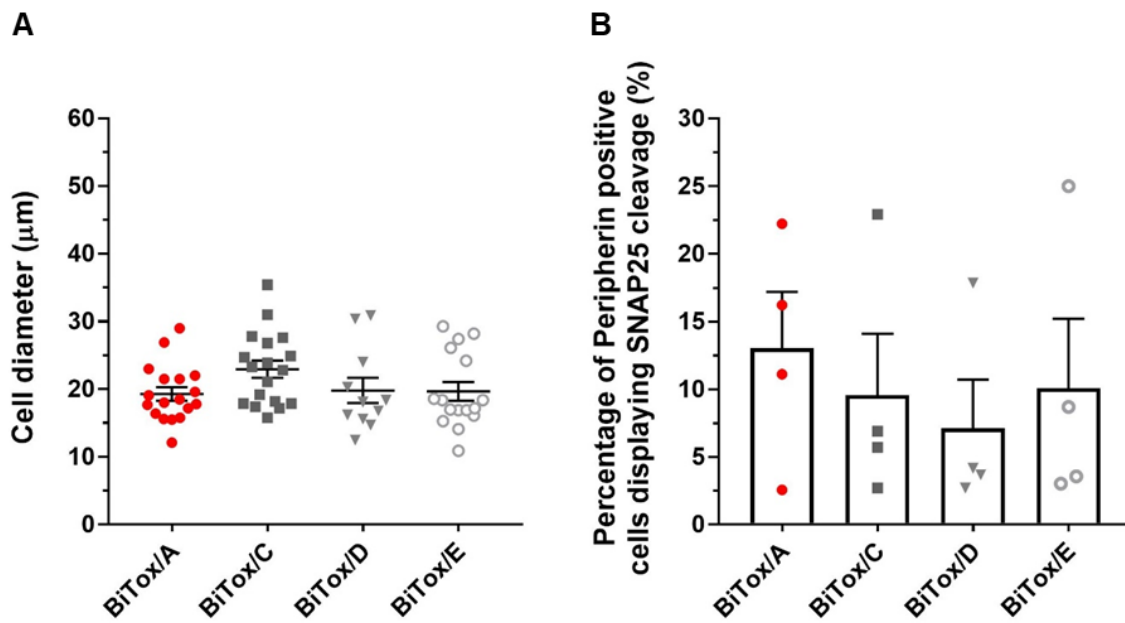 A
Cell diameter (μm)
60
50
40
30
20
10
0
BiTox/A
BiTox/C
BiTox/D
BiTox/E
B
Percentage of Peripherin positive
cells displaying SNAP25 cleavage (%)
30
25
20
15
10
5
0
BiTox/A
BiTox/C
BiTox/D
BiTox/E